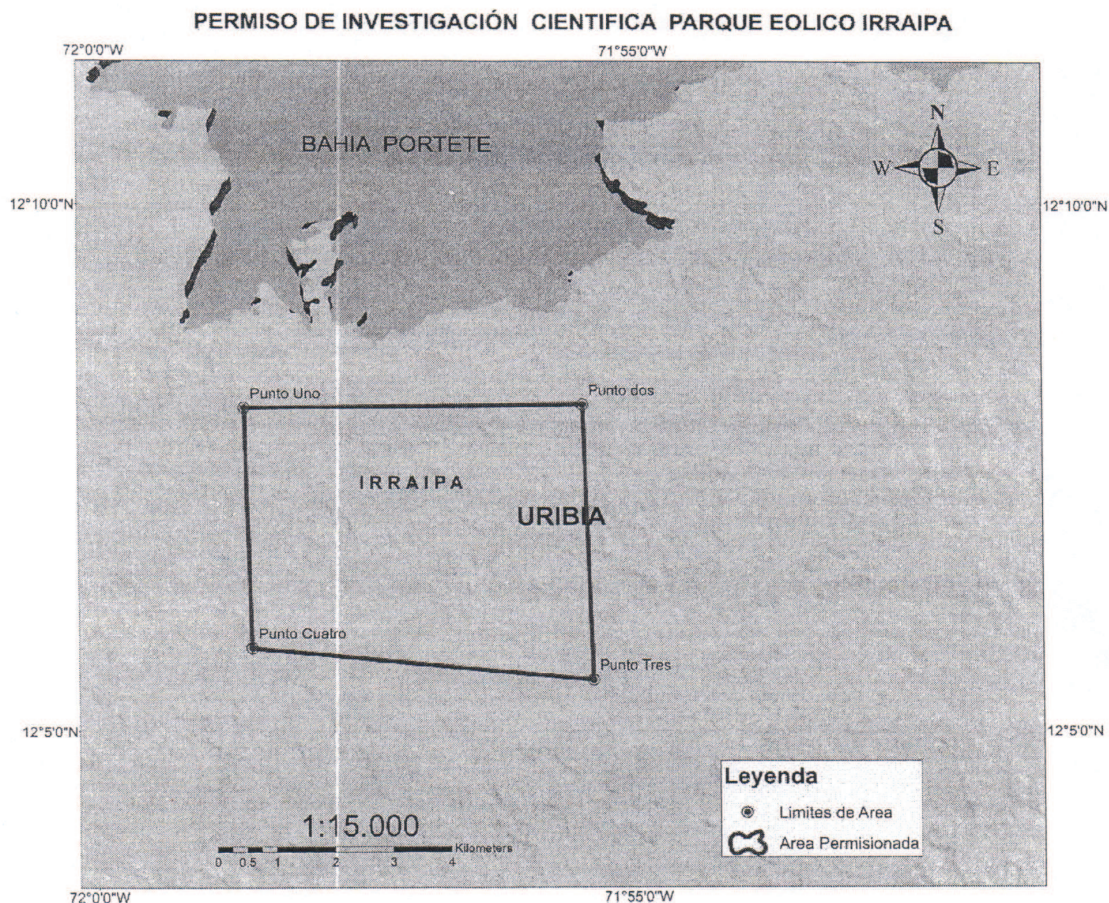 PERMISO DE INVESTIGACIÓN CIENTIFICA PARQUE EOLICO IRRAIPA
72°0'0"W 71°55'0"W
BAHIA PORTETE
N
W E
S
12°10'0"N 12°10'0"N
Punto Uno Punto dos
IRRAIPA
URIBIA
Punto Cuatro
Punto Tres
12°5'0"N 12°5'0"N
Leyenda
Limites de Area
Area Permisionada
1:15.000
Kilometers
0 0.5 1 2 3 4
72°0'0"W 71°55'0"W